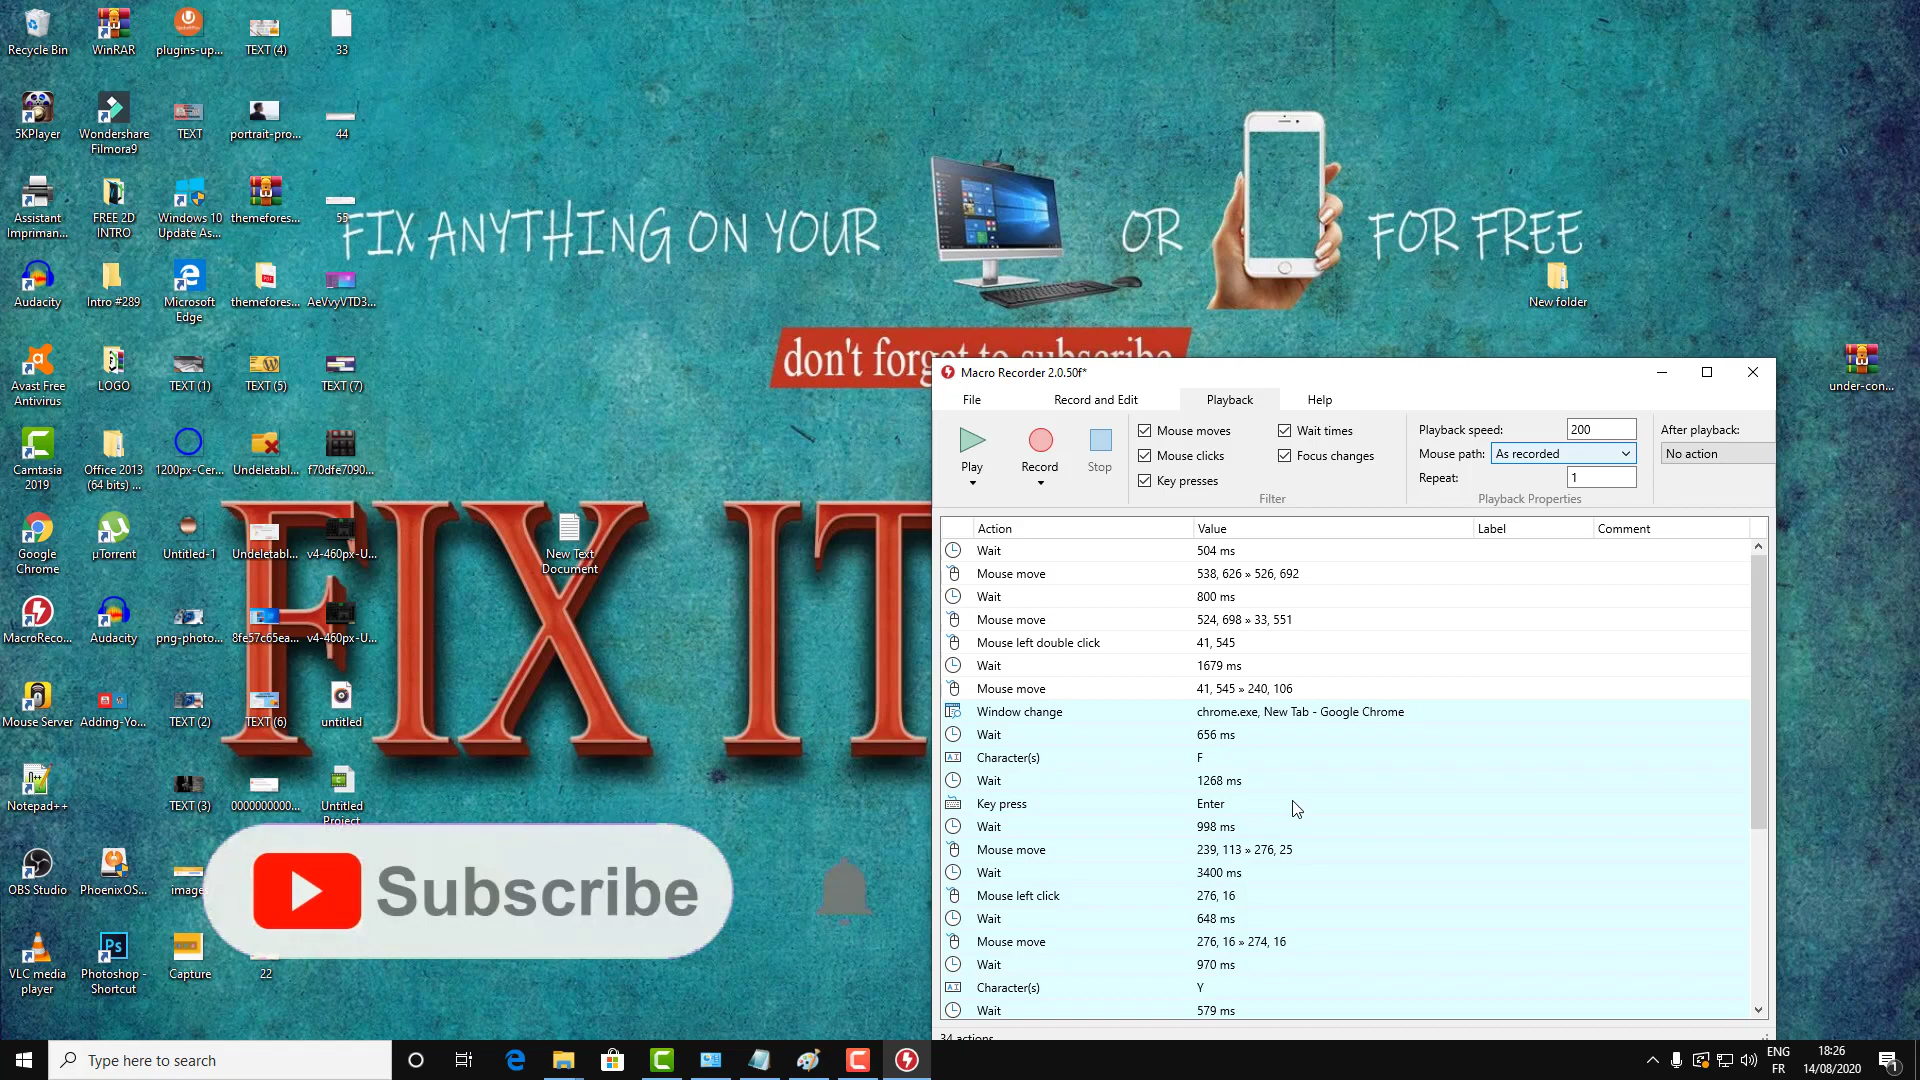 Recycle Bin
WinRAR
plugins-up...
TEXT (4)
33
5KPlayer
Wondershare
Filmora9
TEXT
portrait-pro...
44
Assistant
Impriman...
FREE 2D
INTRO
Windows 10
Update As...
themefores...
55
Audacity
Intro #289
Microsoft
Edge
themefores...
AeVvyVTD3...
Avast Free
Antivirus
LOGO
TEXT (1)
TEXT (5)
TEXT (7)
Camtasia
2019
Office 2013
(64 bits) ...
1200px-Cer...
Undeletabl...
f70dfe7090...
Google
Chrome
µTorrent
Untitled-1
Undeletabl...
v4-460px-U...
MacroReco...
Audacity
png-photo...
8fe57c65ea...
v4-460px-U...
Mouse Server
Adding-Yo...
TEXT (2)
TEXT (6)
untitled
Notepad++
TEXT (3)
0000000000...
Untitled
Project
OBS Studio
PhoenixOS...
images
VLC media
player
Photoshop -
Shortcut
Capture
22
FIX ANYTHING ON YOUR OR FOR FREE
don't forget to subscribe
FIX IT
New Text
Document
New folder
under-con...
Subscribe
Macro Recorder 2.0.50f*
File Record and Edit Playback Help
Play
Record
Stop
Mouse moves
Mouse clicks
Key presses
Wait times
Focus changes
Filter
Playback speed: 200
Mouse path: As recorded
Repeat: 1
Playback Properties
After playback:
No action
Action Value Label Comment
Wait 504 ms
Mouse move 538, 626 » 526, 692
Wait 800 ms
Mouse move 524, 698 » 33, 551
Mouse left double click 41, 545
Wait 1679 ms
Mouse move 41, 545 » 240, 106
Window change chrome.exe, New Tab - Google Chrome
Wait 656 ms
Character(s) F
Wait 1268 ms
Key press Enter
Wait 998 ms
Mouse move 239, 113 » 276, 25
Wait 3400 ms
Mouse left click 276, 16
Wait 648 ms
Mouse move 276, 16 » 274, 16
Wait 970 ms
Character(s) Y
Wait 579 ms
34 actions
Type here to search
ENG
FR
18:26
14/08/2020
1